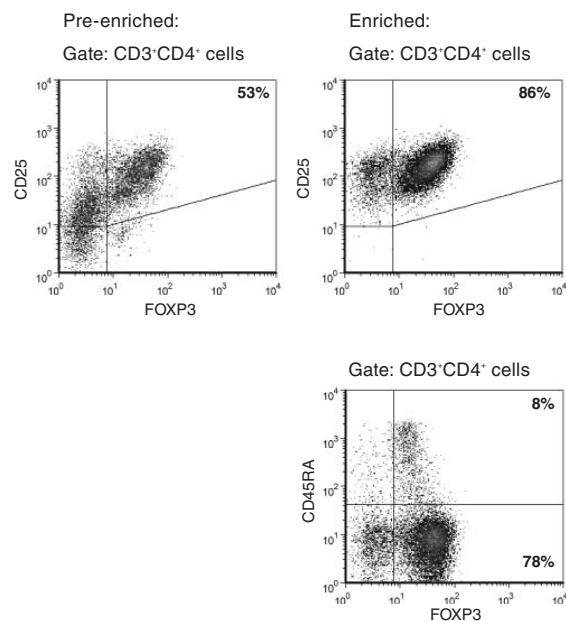 Pre-enriched:
Gate: CD3⁺CD4⁺ cells
53%
CD25
10⁴
10³
10²
10¹
10⁰
10⁰ 10¹ 10² 10³ 10⁴
FOXP3
Enriched:
Gate: CD3⁺CD4⁺ cells
86%
CD25
10⁴
10³
10²
10¹
10⁰
10⁰ 10¹ 10² 10³ 10⁴
FOXP3
Gate: CD3⁺CD4⁺ cells
8%
78%
CD45RA
10⁴
10³
10²
10¹
10⁰
10⁰ 10¹ 10² 10³ 10⁴
FOXP3